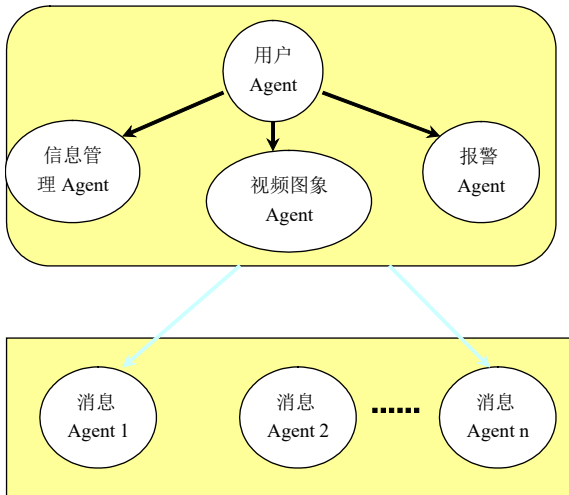 用户
Agent
信息管
理 Agent
视频图象
Agent
报警
Agent
消息
Agent 1
消息
Agent 2
......
消息
Agent n